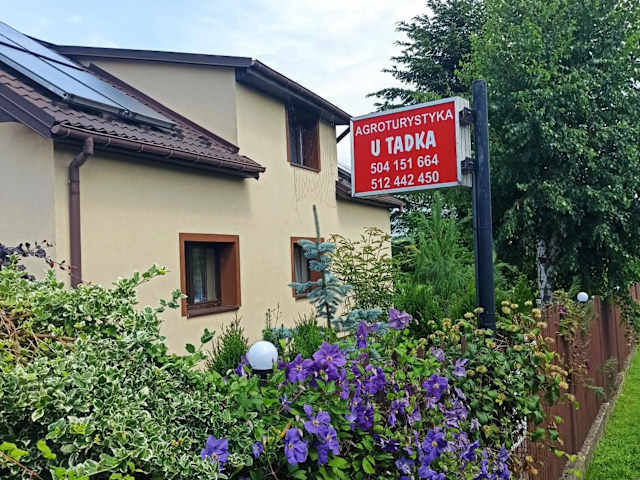 AGROTURYSTYKA
U TADKA
504 151 664
512 442 450